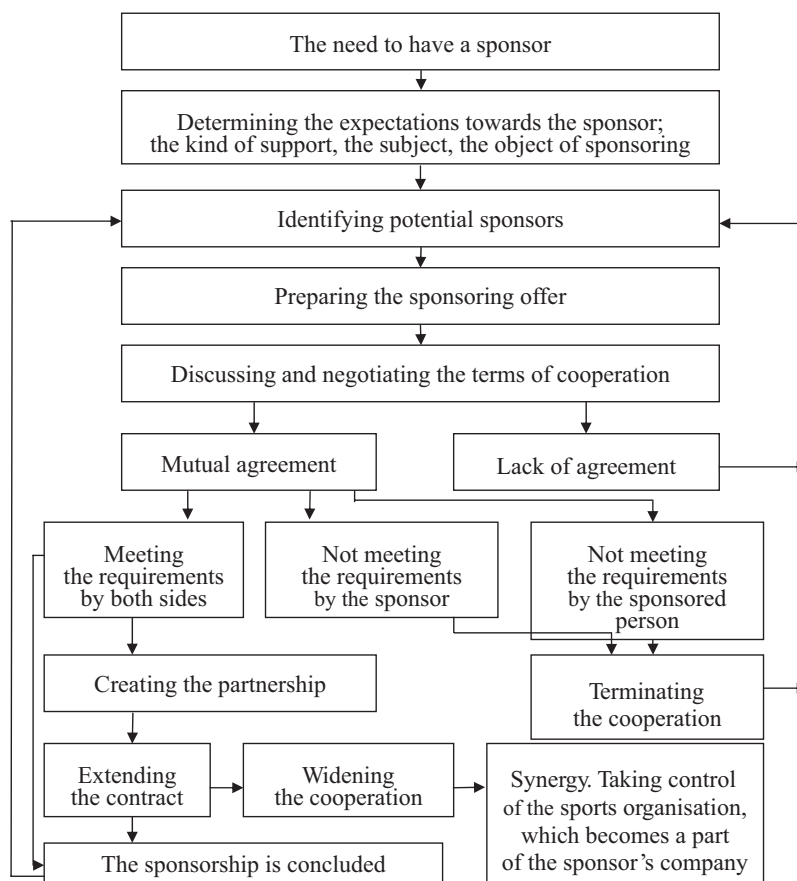 The need to have a sponsor
Determining the expectations towards the sponsor;
the kind of support, the subject, the object of sponsoring
Identifying potential sponsors
Preparing the sponsoring offer
Discussing and negotiating the terms of cooperation
Mutual agreement
Lack of agreement
Meeting
the requirements
by both sides
Not meeting
the requirements
by the sponsor
Not meeting
the requirements
by the sponsored
person
Creating the partnership
Terminating
the cooperation
Extending
the contract
Widening
the cooperation
Synergy. Taking control
of the sports organisation,
which becomes a part
of the sponsor’s company
The sponsorship is concluded